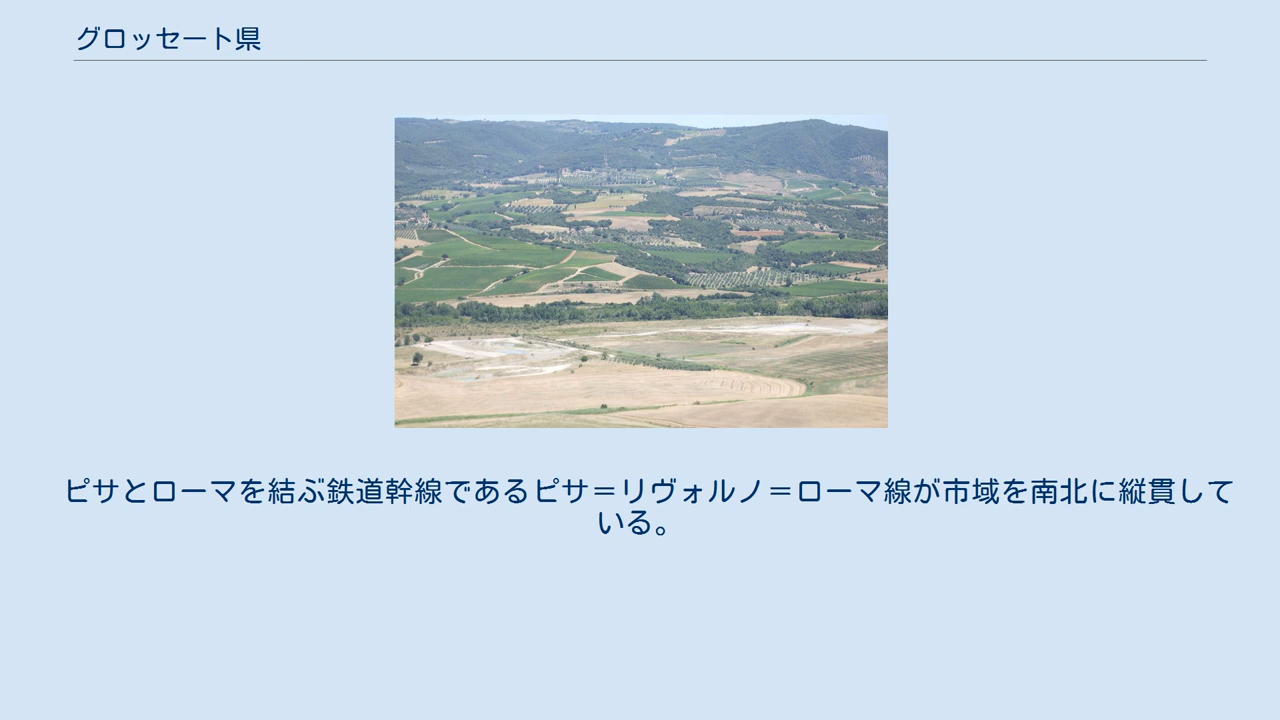 グロッセート県
ピサとローマを結ぶ鉄道幹線であるピサ＝リヴォルノ＝ローマ線が市域を南北に縦貫して
いる。